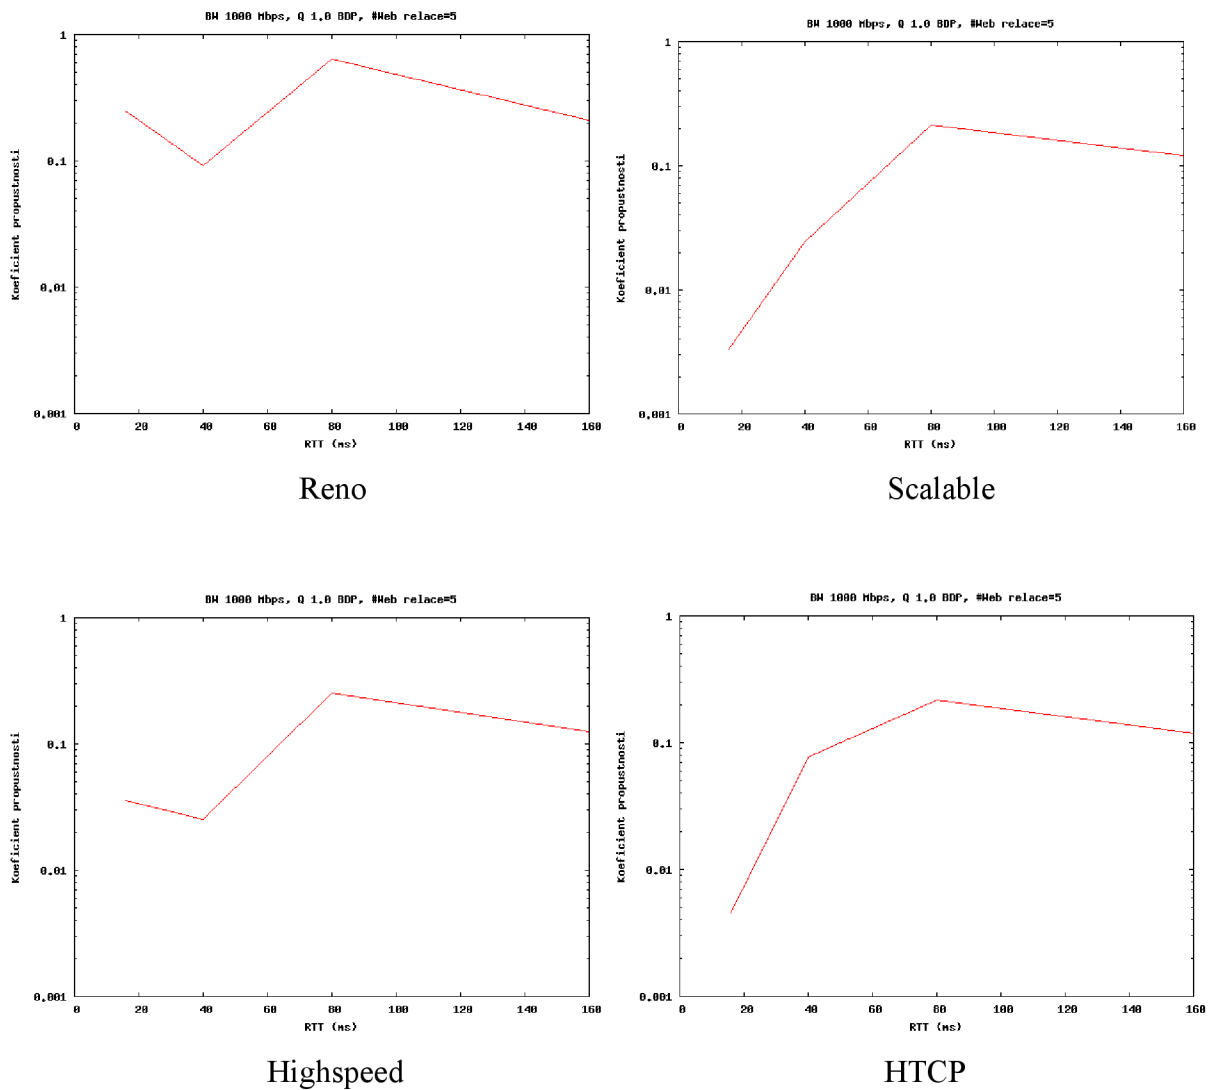 BW 1000 Mbps, Q 1.0 BDP, #Web relace=5
Koeficient propustnosti
1
0.1
0.01
0.001
0 20 40 60 80 100 120 140 160
RTT (ms)
Reno
BW 1000 Mbps, Q 1.0 BDP, #Web relace=5
Koeficient propustnosti
1
0.1
0.01
0.001
0 20 40 60 80 100 120 140 160
RTT (ms)
Scalable
BW 1000 Mbps, Q 1.0 BDP, #Web relace=5
Koeficient propustnosti
1
0.1
0.01
0.001
0 20 40 60 80 100 120 140 160
RTT (ms)
Highspeed
BW 1000 Mbps, Q 1.0 BDP, #Web relace=5
Koeficient propustnosti
1
0.1
0.01
0.001
0 20 40 60 80 100 120 140 160
RTT (ms)
HTCP